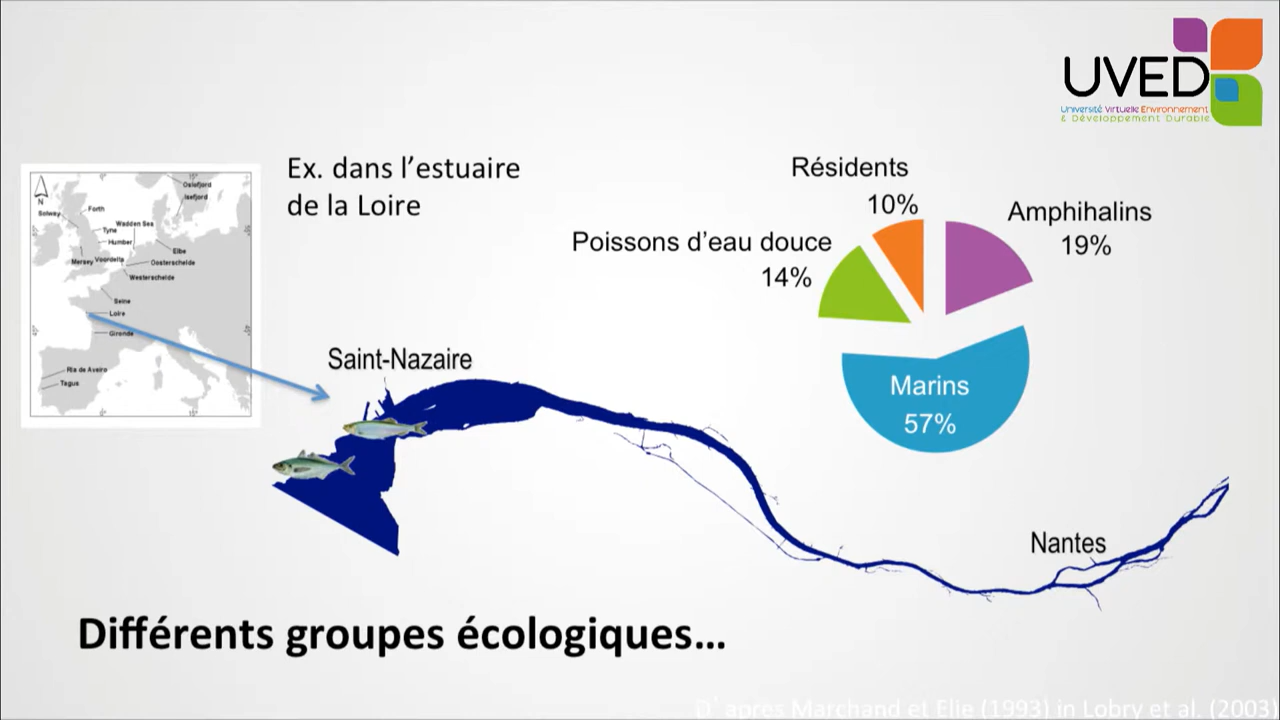 UVED
Université Virtuelle Environnement
& Développement Durable
Ex. dans l’estuaire
de la Loire
Résidents
10%
Amphihalins
19%
Poissons d’eau douce
14%
Marins
57%
N
Oslofjord
Isefjord
Solway
Forth
Wadden Sea
Tyne
Humber
Elbe
Mersey
Voordelta
Oosterschelde
Westerschelde
Seine
Loire
Gironde
Ria de Aveiro
Tagus
Saint-Nazaire
Nantes
Différents groupes écologiques…
D’après Marchand et Elie (1993) in Lobry et al. (2003)